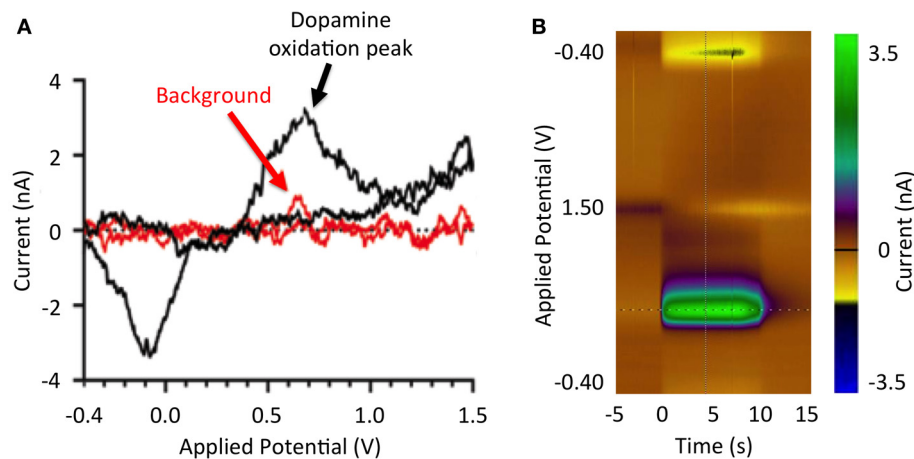 A
Dopamine
oxidation peak
Background
4
2
0
-2
-4
Current (nA)
-0.4
0.0
0.5
1.0
1.5
Applied Potential (V)
B
-0.40
1.50
-0.40
Applied Potential (V)
-5
0
5
10
15
Time (s)
3.5
0
-3.5
Current (nA)